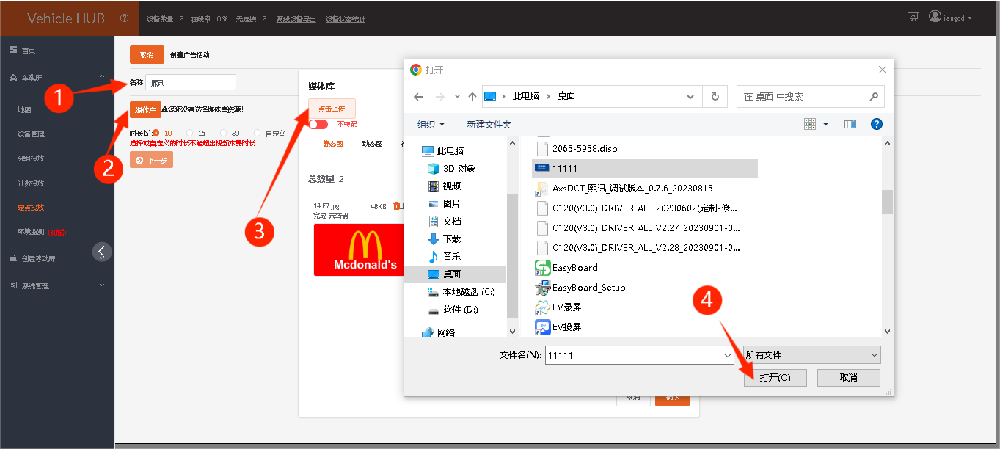 Vehicle HUB
设备数量: 8 在线率: 0% 无连接: 8 离线设备导出 设备状态统计
jiangdd
首页
车载屏
地图
设备管理
分组投放
计数投放
定点投放
环境监测
创意移动屏
系统管理
取消 创建广告活动
名称 熙讯
媒体库 您还没有选择媒体库资源!
时长(S): 10 15 30 自定义
选择或自定义的时长不能超出视频本身时长
下一步
1
2
3
4
媒体库
点击上传
不转码
静态图 动态图
总数量 2
1# F7.jpg 48KB
完成 未转码
Mcdonald's
取消 确认
打开
此电脑 桌面
在 桌面 中搜索
组织 新建文件夹
此电脑
3D 对象
视频
图片
文档
下载
音乐
桌面
本地磁盘 (C:)
软件 (D:)
网络
2065-5958.disp
11111
AxsDCT_熙讯_调试版本_0.7.6_20230815
C120(V3.0)_DRIVER_ALL_20230602(定制-修...
C120(V3.0)_DRIVER_ALL_V2.27_20230901-0...
C120(V3.0)_DRIVER_ALL_V2.28_20230901-0...
EasyBoard
EasyBoard_Setup
EV录屏
EV投屏
文件名(N): 11111 所有文件
打开(O) 取消